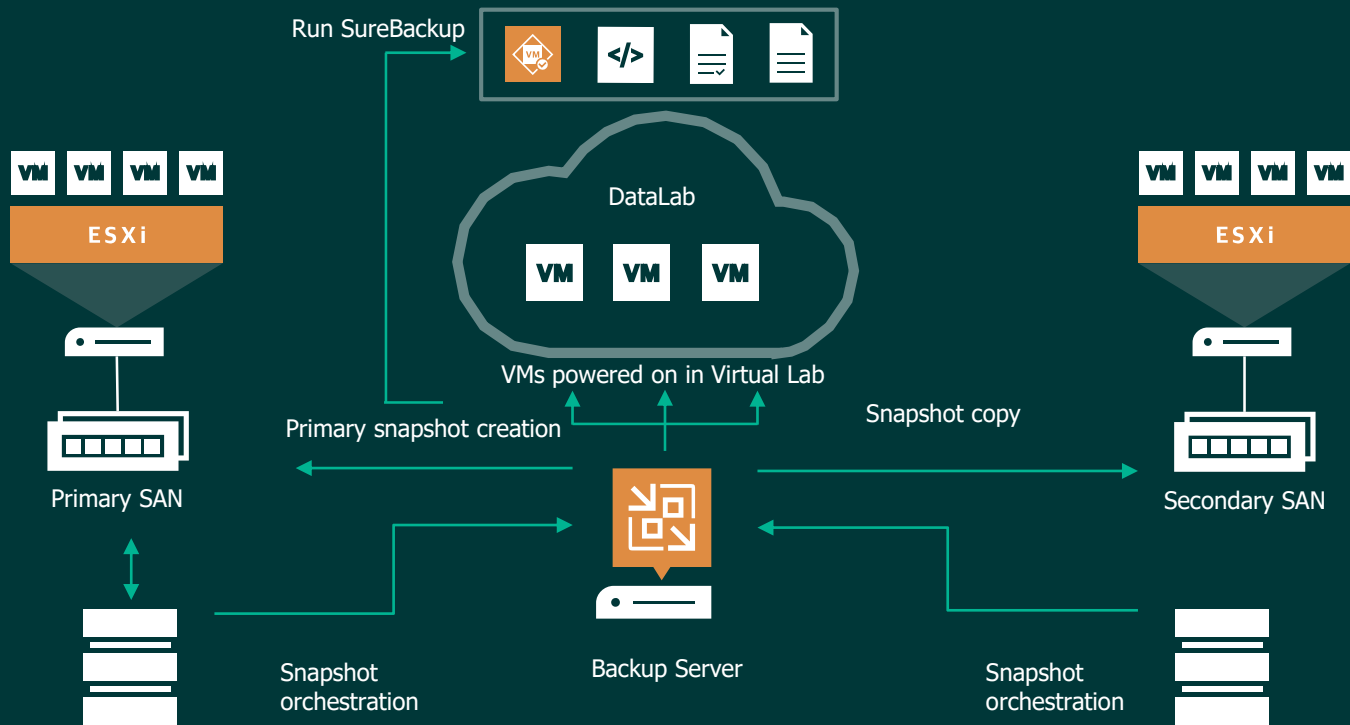 Run SureBackup
VM
</>
VM VM VM VM
ESXi
DataLab
VM VM VM
VM VM VM VM
ESXi
VMs powered on in Virtual Lab
Primary snapshot creation
Snapshot copy
Primary SAN
Secondary SAN
Backup Server
Snapshot
orchestration
Snapshot
orchestration